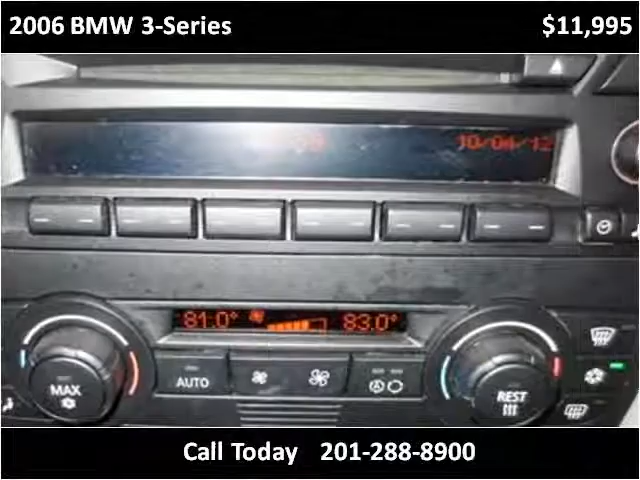 2006 BMW 3-Series $11,995
10/04/12
81.0° 83.0°
MAX AUTO REST
Call Today 201-288-8900